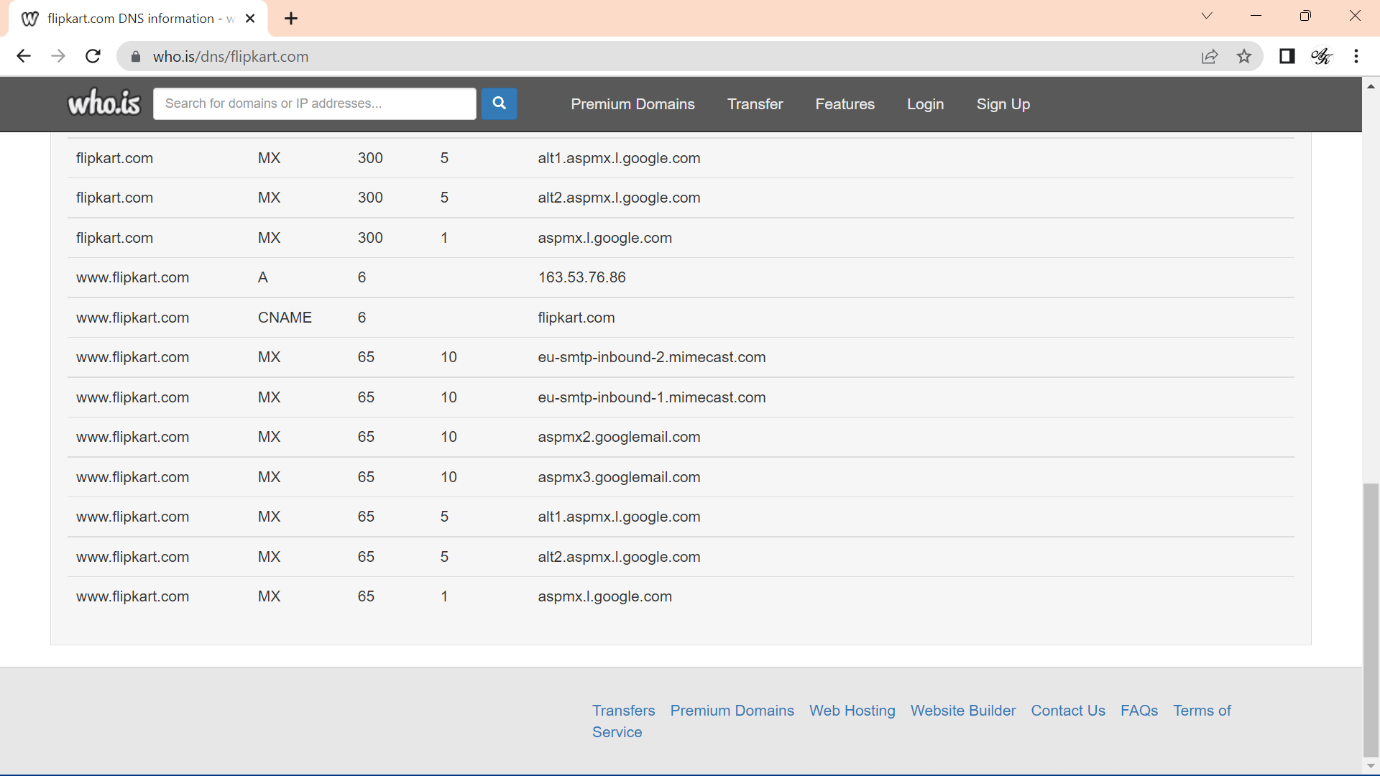 flipkart.com DNS information - w
who.is/dns/flipkart.com
who.is Search for domains or IP addresses... Premium Domains Transfer Features Login Sign Up
flipkart.com MX 300 5 alt1.aspmx.l.google.com
flipkart.com MX 300 5 alt2.aspmx.l.google.com
flipkart.com MX 300 1 aspmx.l.google.com
www.flipkart.com A 6 163.53.76.86
www.flipkart.com CNAME 6 flipkart.com
www.flipkart.com MX 65 10 eu-smtp-inbound-2.mimecast.com
www.flipkart.com MX 65 10 eu-smtp-inbound-1.mimecast.com
www.flipkart.com MX 65 10 aspmx2.googlemail.com
www.flipkart.com MX 65 10 aspmx3.googlemail.com
www.flipkart.com MX 65 5 alt1.aspmx.l.google.com
www.flipkart.com MX 65 5 alt2.aspmx.l.google.com
www.flipkart.com MX 65 1 aspmx.l.google.com
Transfers Premium Domains Web Hosting Website Builder Contact Us FAQs Terms of
Service